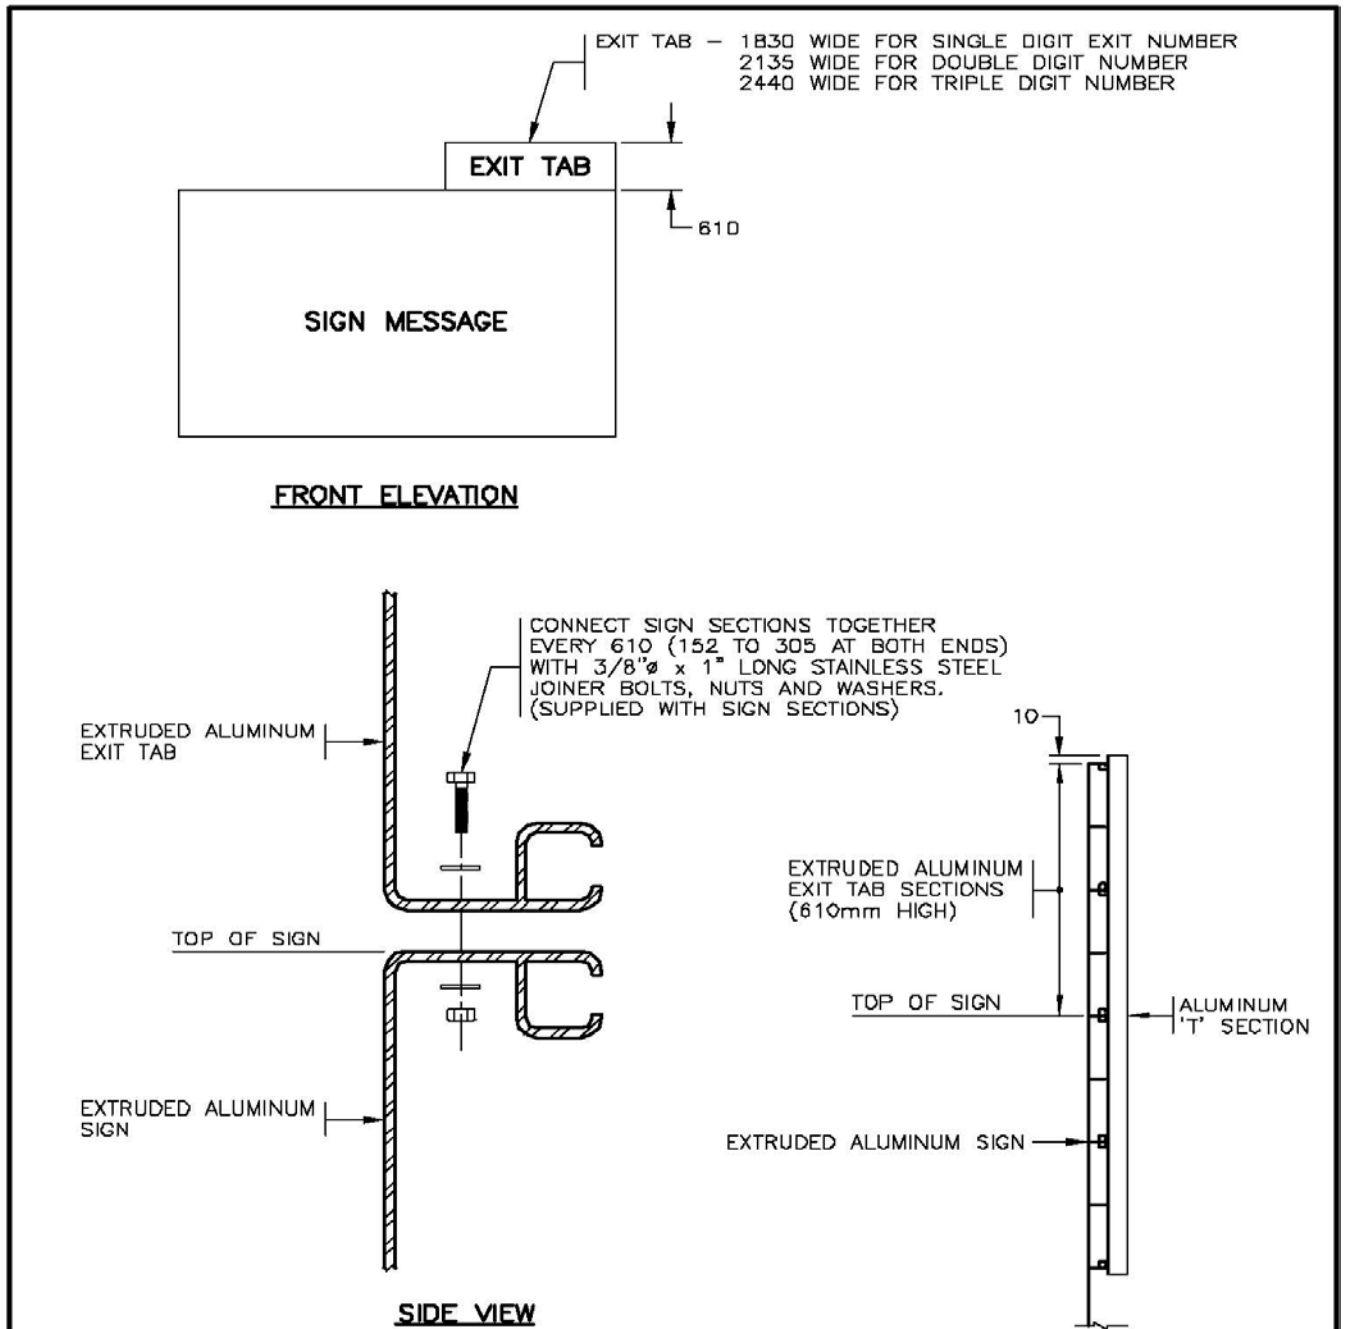 EXIT TAB – 1830 WIDE FOR SINGLE DIGIT EXIT NUMBER
2135 WIDE FOR DOUBLE DIGIT NUMBER
2440 WIDE FOR TRIPLE DIGIT NUMBER
EXIT TAB
610
SIGN MESSAGE
FRONT ELEVATION
CONNECT SIGN SECTIONS TOGETHER
EVERY 610 (152 TO 305 AT BOTH ENDS)
WITH 3/8"ø x 1" LONG STAINLESS STEEL
JOINER BOLTS, NUTS AND WASHERS.
(SUPPLIED WITH SIGN SECTIONS)
EXTRUDED ALUMINUM
EXIT TAB
TOP OF SIGN
EXTRUDED ALUMINUM
SIGN
SIDE VIEW
10
EXTRUDED ALUMINUM
EXIT TAB SECTIONS
(610mm HIGH)
TOP OF SIGN
ALUMINUM
'T' SECTION
EXTRUDED ALUMINUM SIGN